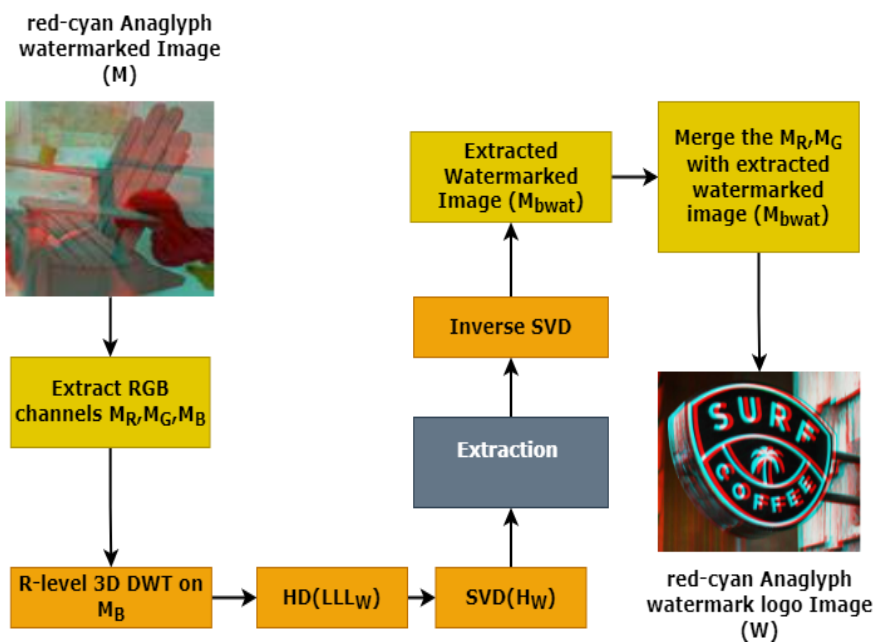 red-cyan Anaglyph
watermarked Image
(M)
Extract RGB
channels M_R,M_G,M_B
R-level 3D DWT on
M_B
HD(LLL_W)
SVD(H_W)
Extraction
Inverse SVD
Extracted
Watermarked
Image (M_bwat)
Merge the M_R,M_G
with extracted
watermarked
image (M_bwat)
SURF
COFFEE
red-cyan Anaglyph
watermark logo Image
(W)